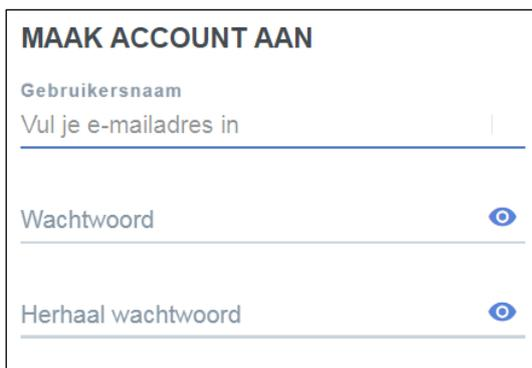 MAAK ACCOUNT AAN
Gebruikersnaam
Vul je e-mailadres in
Wachtwoord
Herhaal wachtwoord